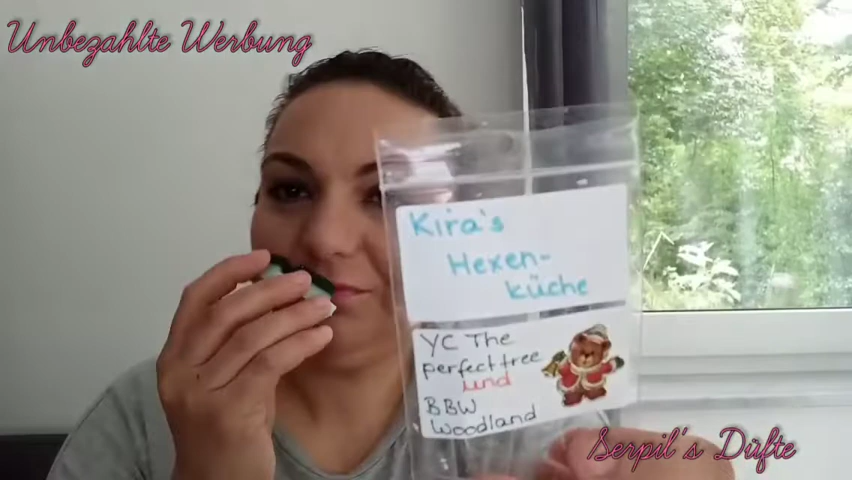 Unbezahlte Werbung
Kira's
Hexen-
küche
YC The
perfect tree
und
BBW
Woodland
Serpil's Düfte